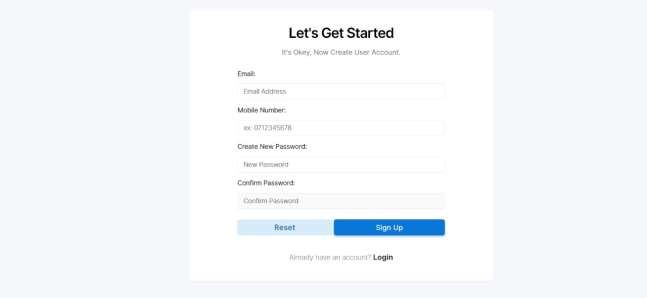 Let's Get Started
It's Okey, Now Create User Account.
Email:
Email Address
Mobile Number:
ex: 0712345678
Create New Password:
New Password
Confirm Password:
Confirm Password
Reset Sign Up
Already have an account? Login